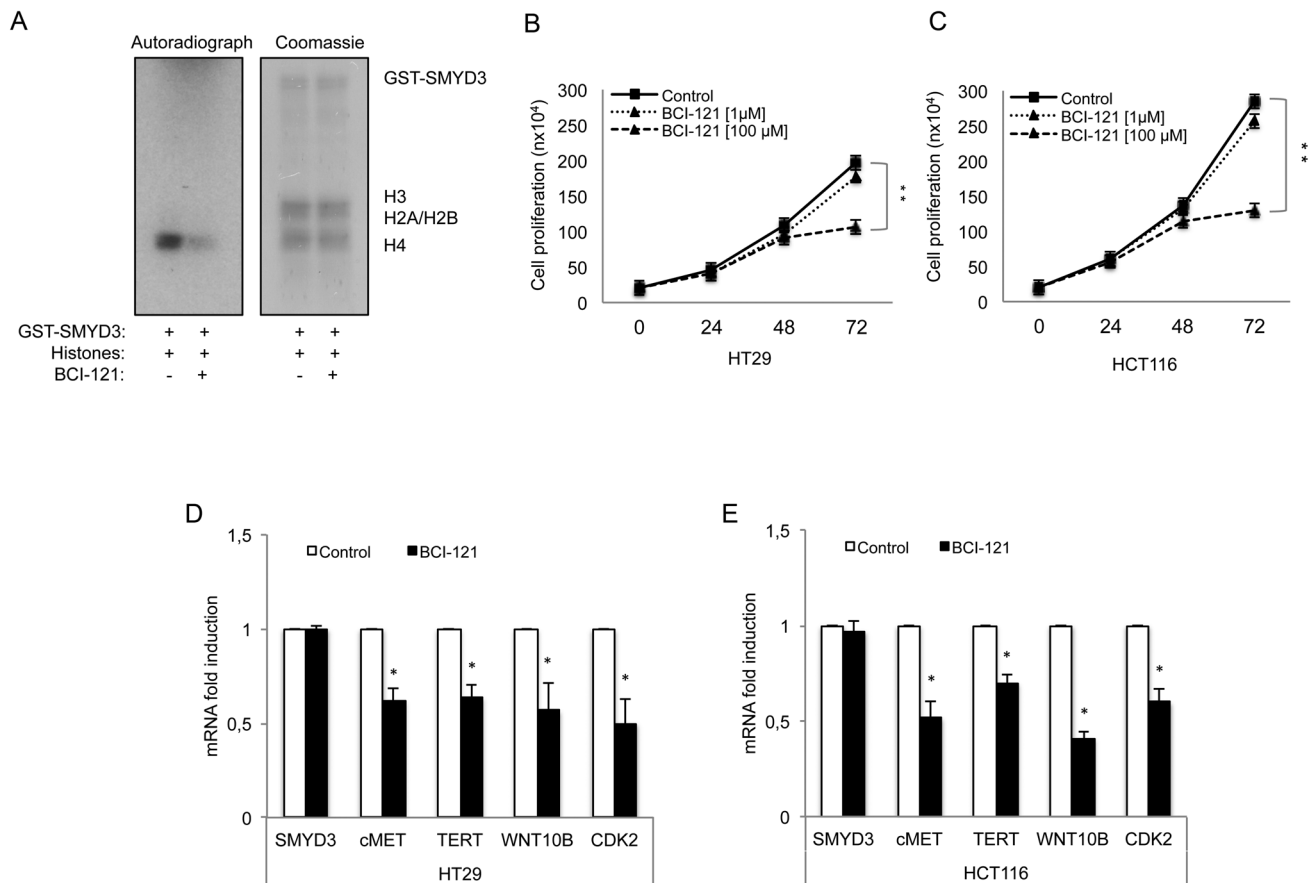 A
Autoradiograph
Coomassie
GST-SMYD3
H3
H2A/H2B
H4
GST-SMYD3: + + + +
Histones: + + + +
BCI-121: - + - +
B
Cell proliferation (nx10⁴)
300
250
200
150
100
50
0
Control
BCI-121 [1µM]
BCI-121 [100 µM]
**
0 24 48 72
HT29
C
Cell proliferation (nx10⁴)
300
250
200
150
100
50
0
Control
BCI-121 [1µM]
BCI-121 [100 µM]
**
0 24 48 72
HCT116
D
mRNA fold induction
1,5
1
0,5
0
Control
BCI-121
* * * *
SMYD3 cMET TERT WNT10B CDK2
HT29
E
mRNA fold induction
1,5
1
0,5
0
Control
BCI-121
* * * *
SMYD3 cMET TERT WNT10B CDK2
HCT116